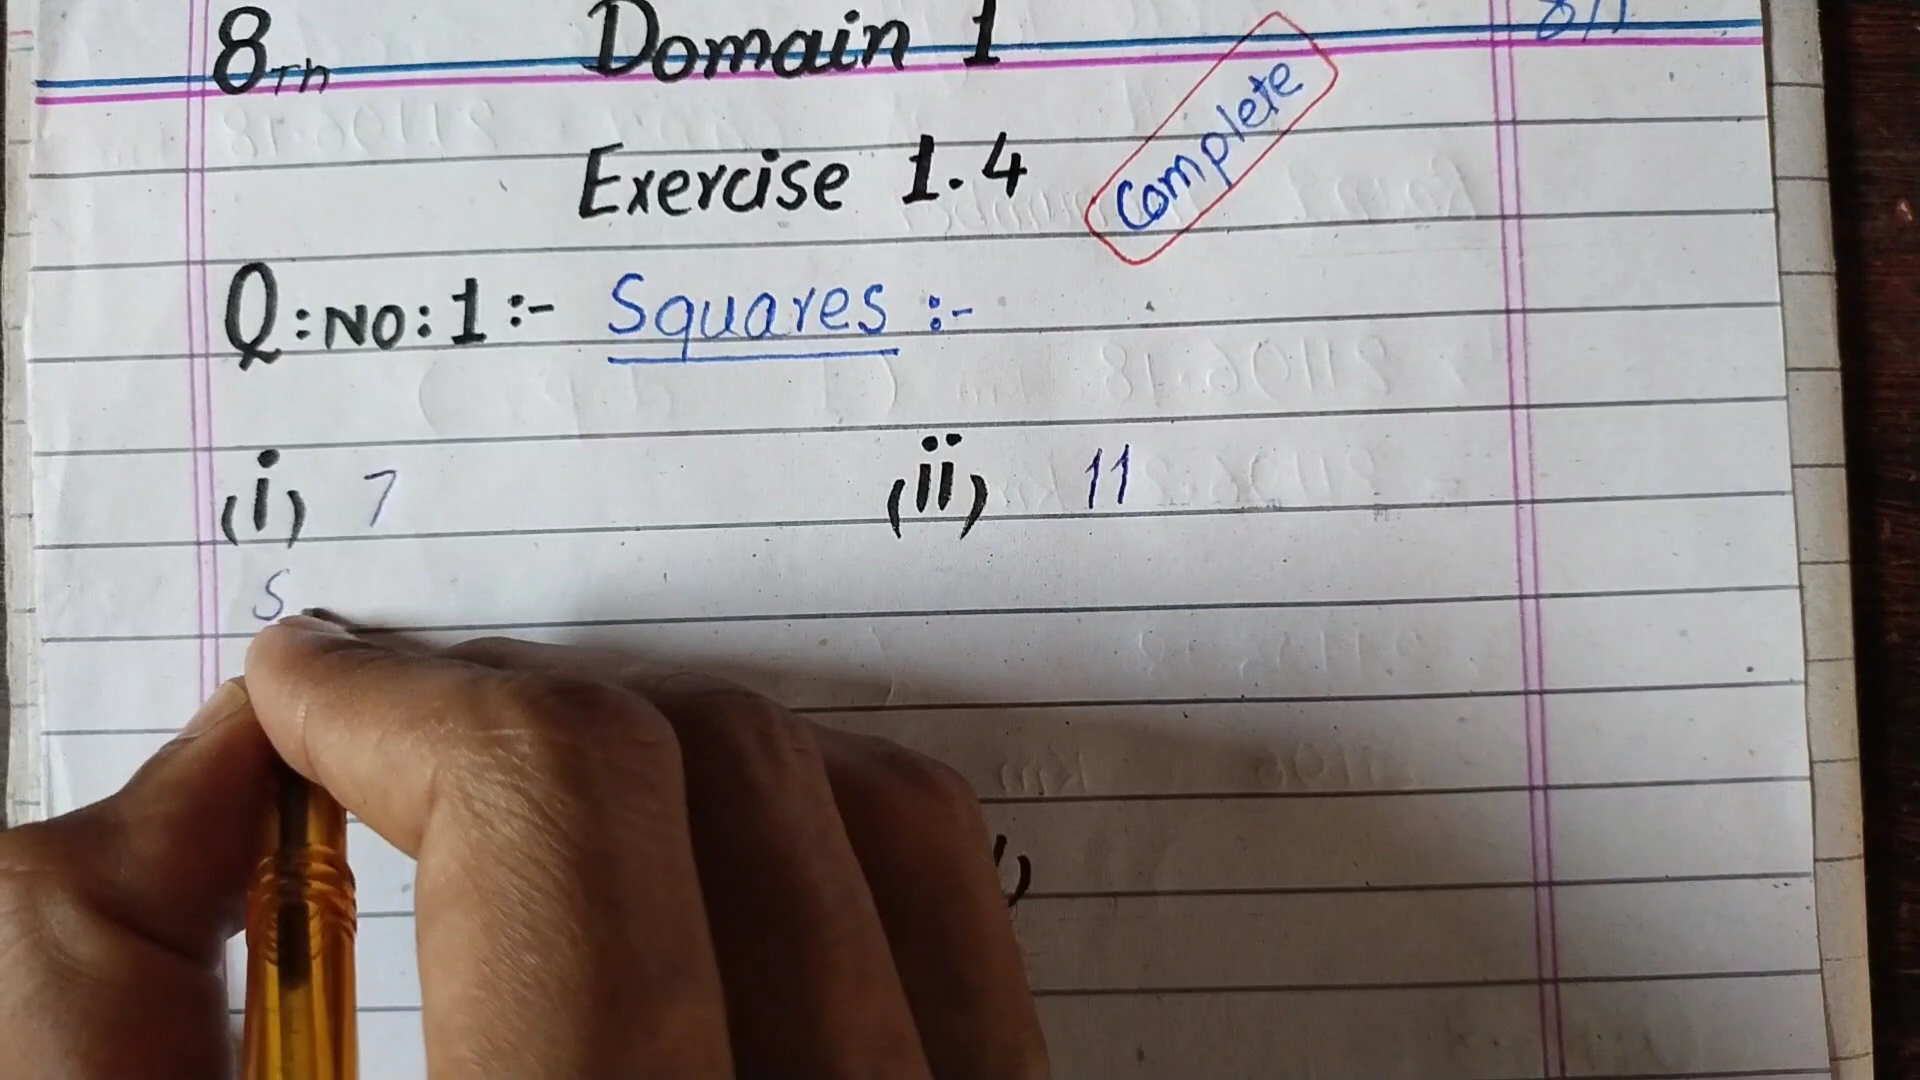 8Th Domain 1
Exercise 1.4 Complete
Q:NO:1:- Squares :-
(i) 7 (ii) 11
S